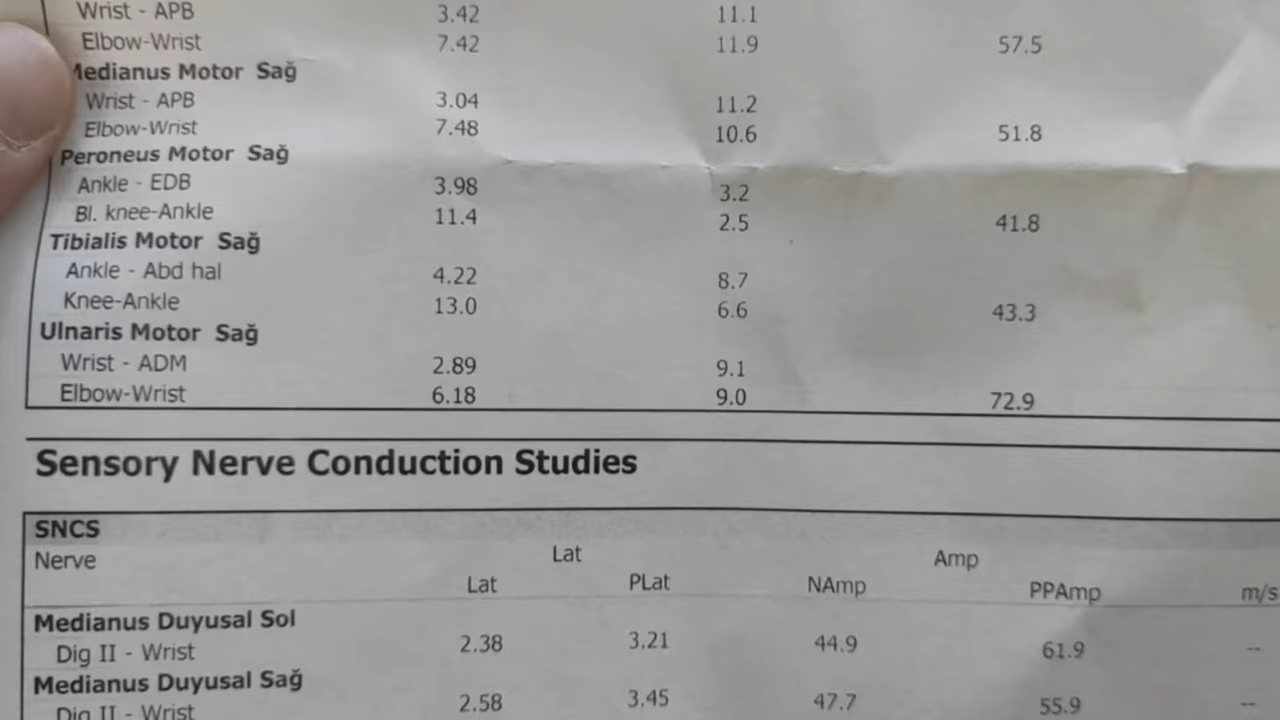 Wrist - APB 3.42 11.1
Elbow-Wrist 7.42 11.9 57.5
Medianus Motor Sağ
Wrist - APB 3.04 11.2
Elbow-Wrist 7.48 10.6 51.8
Peroneus Motor Sağ
Ankle - EDB 3.98 3.2
Bl. knee-Ankle 11.4 2.5 41.8
Tibialis Motor Sağ
Ankle - Abd hal 4.22 8.7
Knee-Ankle 13.0 6.6 43.3
Ulnaris Motor Sağ
Wrist - ADM 2.89 9.1
Elbow-Wrist 6.18 9.0 72.9
Sensory Nerve Conduction Studies
SNCS
Nerve Lat Amp
Lat PLat NAmp PPAmp m/s
Medianus Duyusal Sol
Dig II - Wrist 2.38 3.21 44.9 61.9 --
Medianus Duyusal Sağ
Dig II - Wrist 2.58 3.45 47.7 55.9 --